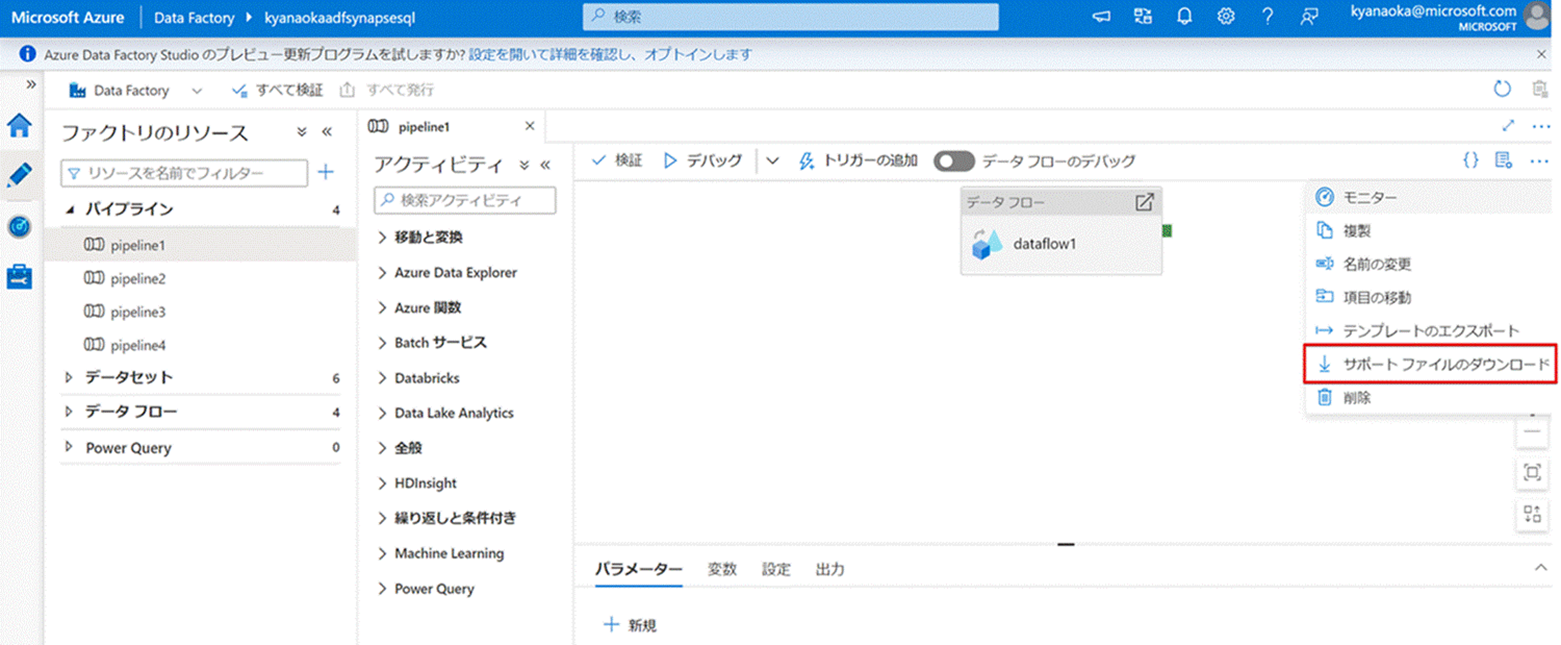 Microsoft Azure
Data Factory
kyanaokaadfsynapsesql
検索
kyanaoka@microsoft.com
MICROSOFT
Azure Data Factory Studio のプレビュー更新プログラムを試しますか? 設定を開いて詳細を確認し、オプトインします
Data Factory
すべて検証
すべて発行
ファクトリのリソース
リソースを名前でフィルター
パイプライン 4
pipeline1
pipeline2
pipeline3
pipeline4
データセット 6
データ フロー 4
Power Query 0
pipeline1
アクティビティ
検索アクティビティ
移動と変換
Azure Data Explorer
Azure 関数
Batch サービス
Databricks
Data Lake Analytics
全般
HDInsight
繰り返しと条件付き
Machine Learning
Power Query
検証 デバッグ トリガーの追加 データ フローのデバッグ
データ フロー
dataflow1
モニター
複製
名前の変更
項目の移動
テンプレートのエクスポート
サポート ファイルのダウンロード
削除
パラメーター 変数 設定 出力
新規